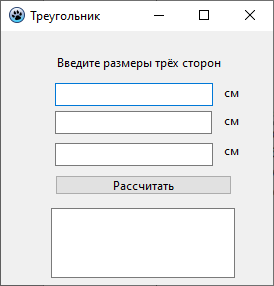 Треугольник
Введите размеры трёх сторон
см
см
см
Рассчитать